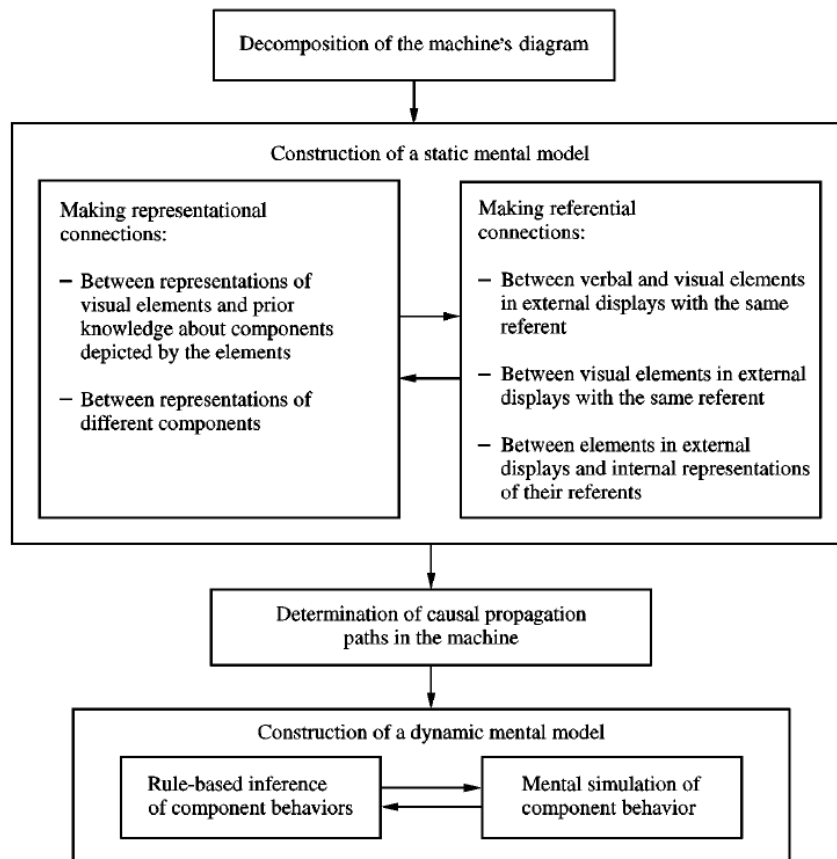 Decomposition of the machine's diagram
Construction of a static mental model
Making representational
connections:
– Between representations of
visual elements and prior
knowledge about components
depicted by the elements
– Between representations of
different components
Making referential
connections:
– Between verbal and visual elements
in external displays with the same
referent
– Between visual elements in external
displays with the same referent
– Between elements in external
displays and internal representations
of their referents
Determination of causal propagation
paths in the machine
Construction of a dynamic mental model
Rule-based inference
of component behaviors
Mental simulation of
component behavior